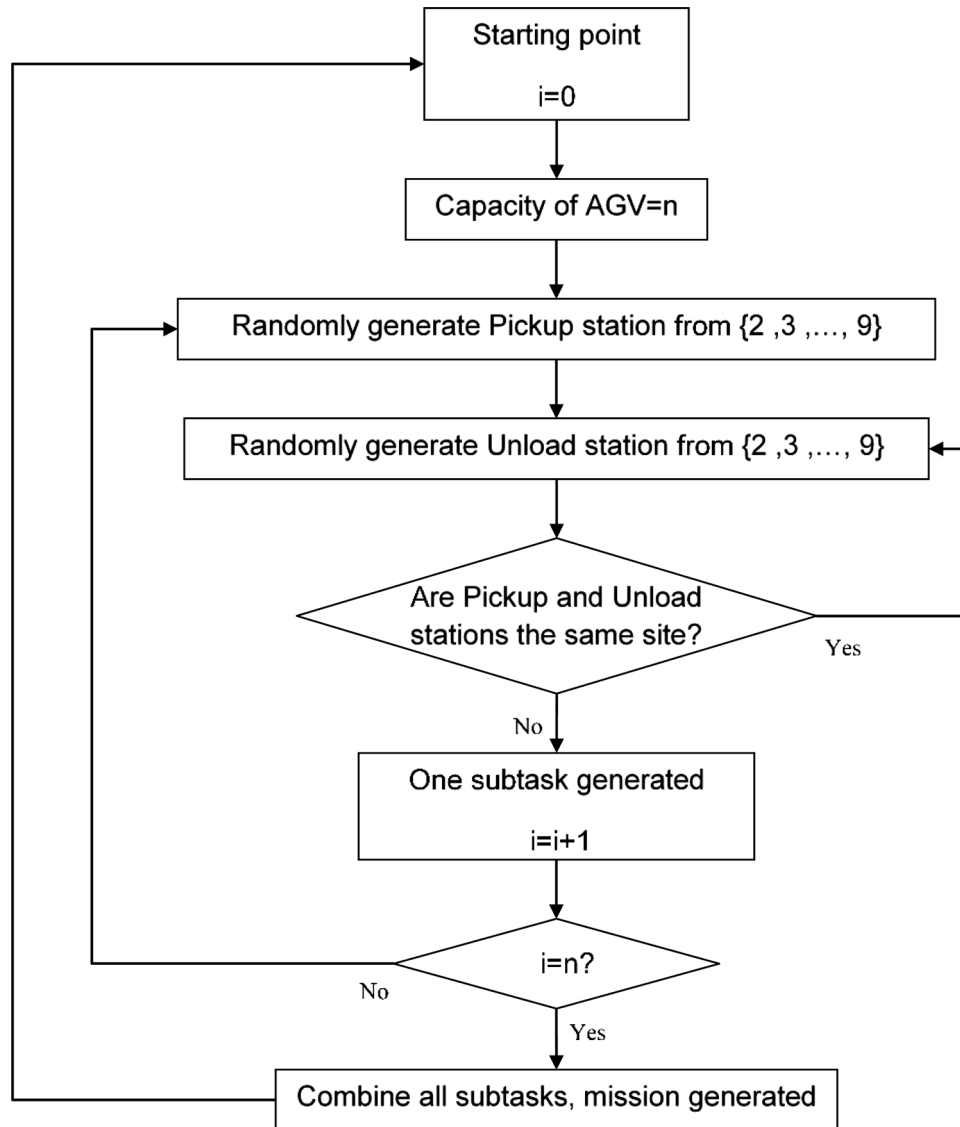 Starting point
i=0
Capacity of AGV=n
Randomly generate Pickup station from {2 ,3 ,…, 9}
Randomly generate Unload station from {2 ,3 ,…, 9}
Are Pickup and Unload
stations the same site?
Yes
No
One subtask generated
i=i+1
i=n?
No
Yes
Combine all subtasks, mission generated